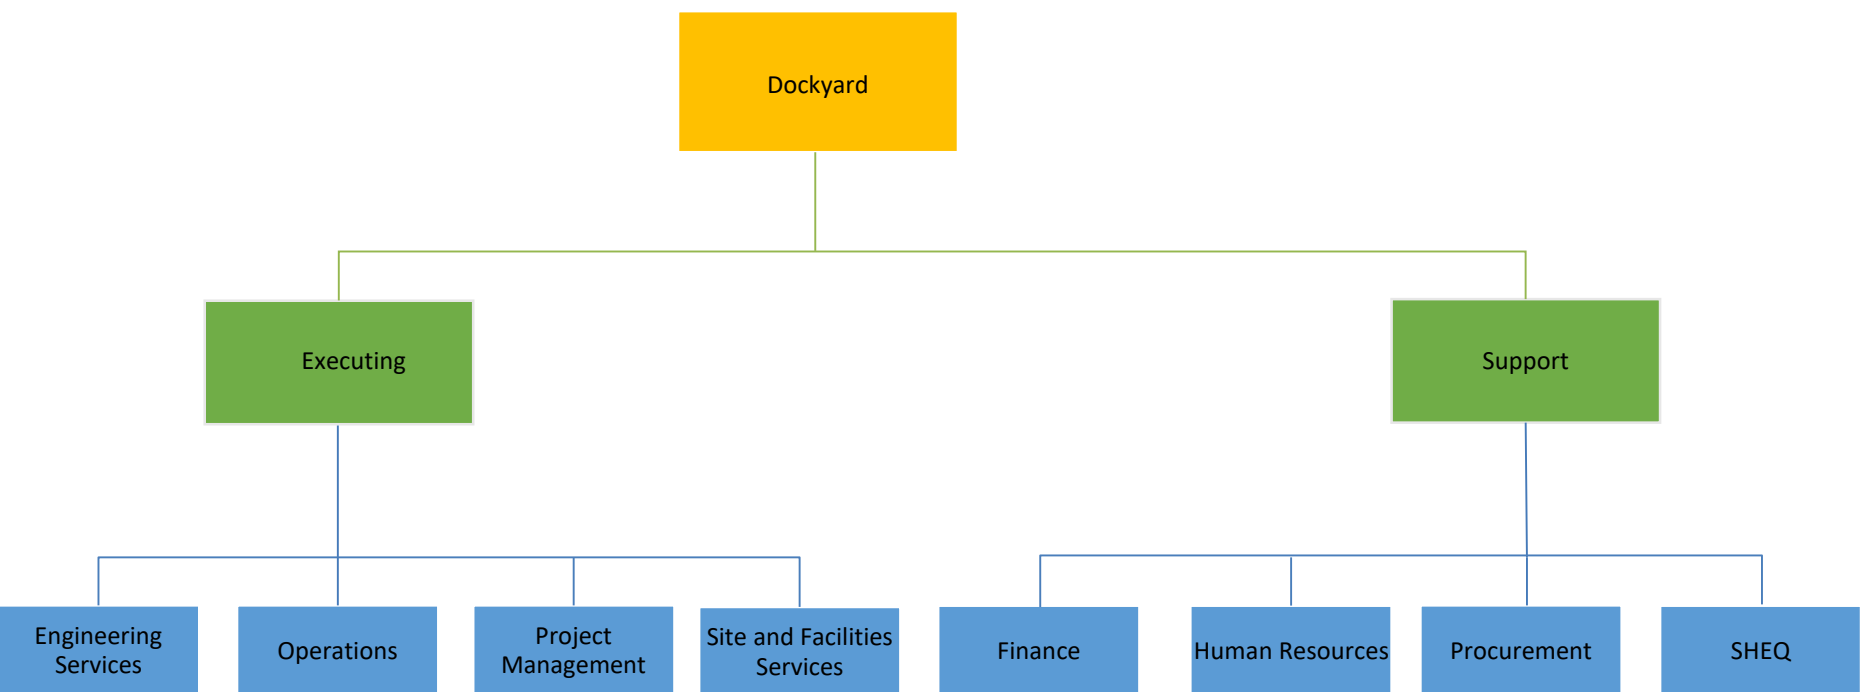 Dockyard
Executing
Support
Engineering
Services
Operations
Project
Management
Site and Facilities
Services
Finance
Human Resources
Procurement
SHEQ